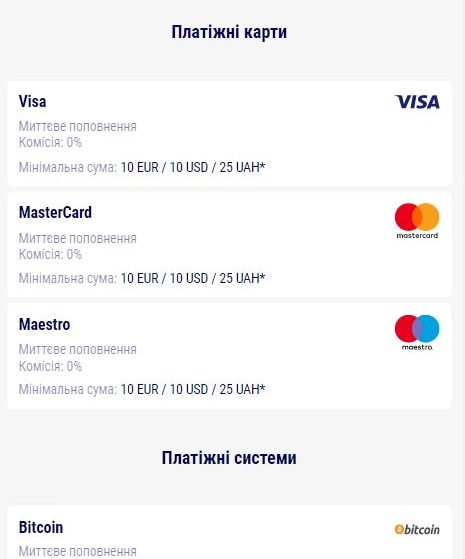 Платіжні карти
Visa
VISA
Миттєве поповнення
Комісія: 0%
Мінімальна сума: 10 EUR / 10 USD / 25 UAH*
MasterCard
mastercard.
Миттєве поповнення
Комісія: 0%
Мінімальна сума: 10 EUR / 10 USD / 25 UAH*
Maestro
maestro.
Миттєве поповнення
Комісія: 0%
Мінімальна сума: 10 EUR / 10 USD / 25 UAH*
Платіжні системи
Bitcoin
bitcoin
Миттєве поповнення